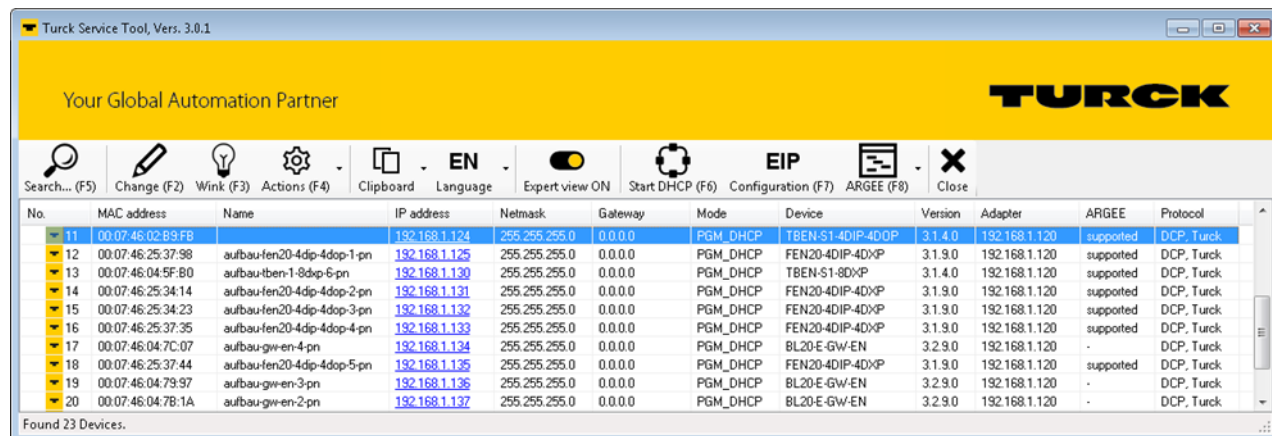 Turck Service Tool, Vers. 3.0.1
Your Global Automation Partner
TURCK
Search... (F5) Change (F2) Wink (F3) Actions (F4) Clipboard EN Language Expert view ON Start DHCP (F6) EIP Configuration (F7) ARGEE (F8) Close
No. MAC address Name IP address Netmask Gateway Mode Device Version Adapter ARGEE Protocol
11 00:07:46:02:B9:FB 192.168.1.124 255.255.255.0 0.0.0.0 PGM_DHCP TBEN-S1-4DIP-4DOP 3.1.4.0 192.168.1.120 supported DCP, Turck
12 00:07:46:25:37:98 aufbau-fen20-4dip-4dop-1-pn 192.168.1.125 255.255.255.0 0.0.0.0 PGM_DHCP FEN20-4DIP-4DXP 3.1.9.0 192.168.1.120 supported DCP, Turck
13 00:07:46:04:5F:B0 aufbau-tben-1-8dxp-6-pn 192.168.1.130 255.255.255.0 0.0.0.0 PGM_DHCP TBEN-S1-8DXP 3.1.4.0 192.168.1.120 supported DCP, Turck
14 00:07:46:25:34:14 aufbau-fen20-4dip-4dop-2-pn 192.168.1.131 255.255.255.0 0.0.0.0 PGM_DHCP FEN20-4DIP-4DXP 3.1.9.0 192.168.1.120 supported DCP, Turck
15 00:07:46:25:34:23 aufbau-fen20-4dip-4dop-3-pn 192.168.1.132 255.255.255.0 0.0.0.0 PGM_DHCP FEN20-4DIP-4DXP 3.1.9.0 192.168.1.120 supported DCP, Turck
16 00:07:46:25:37:35 aufbau-fen20-4dip-4dop-4-pn 192.168.1.133 255.255.255.0 0.0.0.0 PGM_DHCP FEN20-4DIP-4DXP 3.1.9.0 192.168.1.120 supported DCP, Turck
17 00:07:46:04:7C:07 aufbau-gw-en-4-pn 192.168.1.134 255.255.255.0 0.0.0.0 PGM_DHCP BL20-E-GW-EN 3.2.9.0 192.168.1.120 - DCP, Turck
18 00:07:46:25:37:44 aufbau-fen20-4dip-4dop-5-pn 192.168.1.135 255.255.255.0 0.0.0.0 PGM_DHCP FEN20-4DIP-4DXP 3.1.9.0 192.168.1.120 supported DCP, Turck
19 00:07:46:04:79:97 aufbau-gw-en-3-pn 192.168.1.136 255.255.255.0 0.0.0.0 PGM_DHCP BL20-E-GW-EN 3.2.9.0 192.168.1.120 - DCP, Turck
20 00:07:46:04:7B:1A aufbau-gw-en-2-pn 192.168.1.137 255.255.255.0 0.0.0.0 PGM_DHCP BL20-E-GW-EN 3.2.9.0 192.168.1.120 - DCP, Turck
Found 23 Devices.